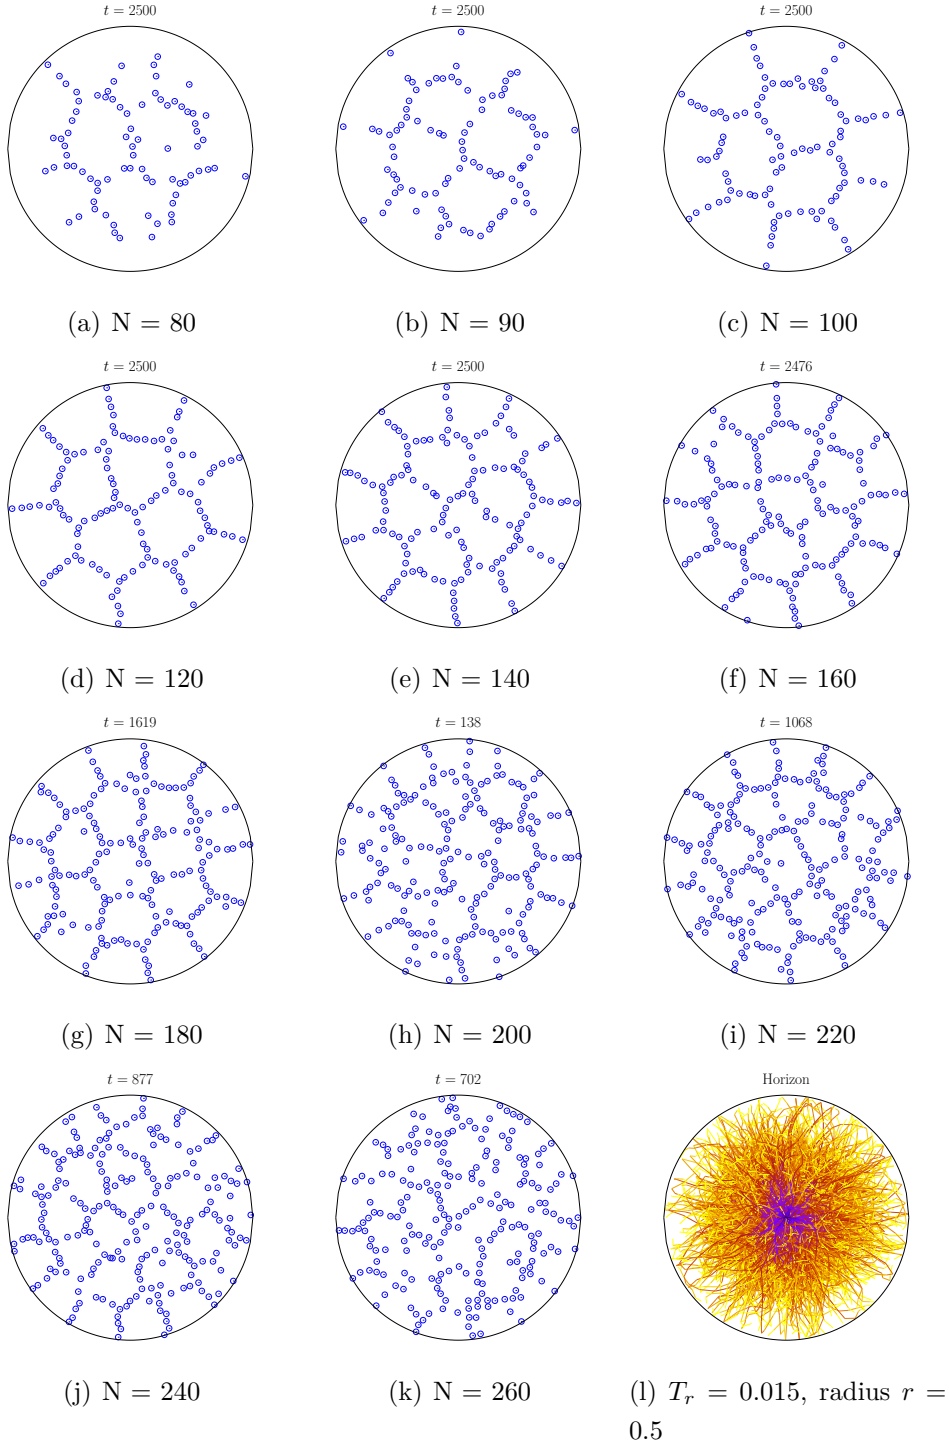 t = 2500
t = 2500
t = 2500
(a) N = 80
(b) N = 90
(c) N = 100
t = 2500
t = 2500
t = 2476
(d) N = 120
(e) N = 140
(f) N = 160
t = 1619
t = 138
t = 1068
(g) N = 180
(h) N = 200
(i) N = 220
t = 877
t = 702
Horizon
(j) N = 240
(k) N = 260
(l) T_r = 0.015, radius r =
0.5